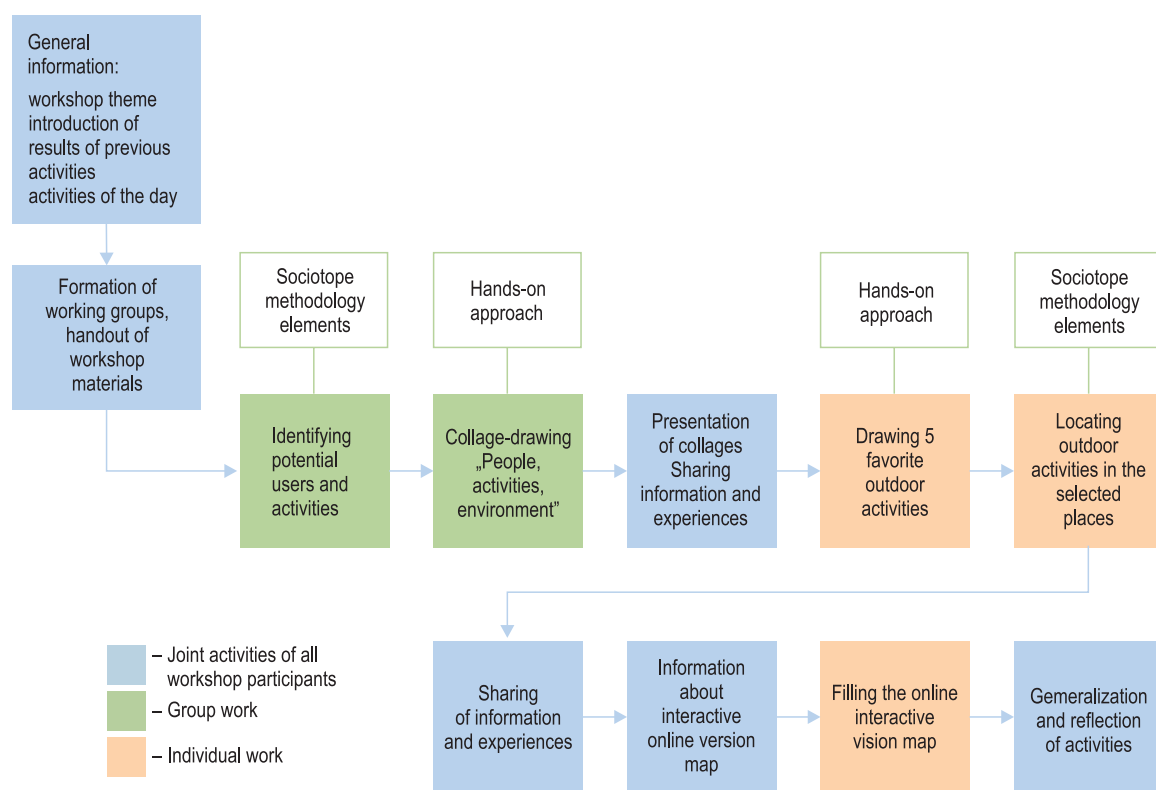 General
information:
workshop theme
introduction of
results of previous
activities
activities of the day
Formation of
working groups,
handout of
workshop
materials
Sociotope
methodology
elements
Hands-on
approach
Hands-on
approach
Sociotope
methodology
elements
Identifying
potential
users and
activities
Collage-drawing
„People,
activities,
environment”
Presentation
of collages
Sharing
information and
experiences
Drawing 5
favorite
outdoor
activities
Locating
outdoor
activities in the
selected
places
Sharing
of information
and experiences
Information
about
interactive
online version
map
Filling the online
interactive
vision map
Gemeralization
and reflection
of activities
– Joint activities of all
workshop participants
– Group work
– Individual work